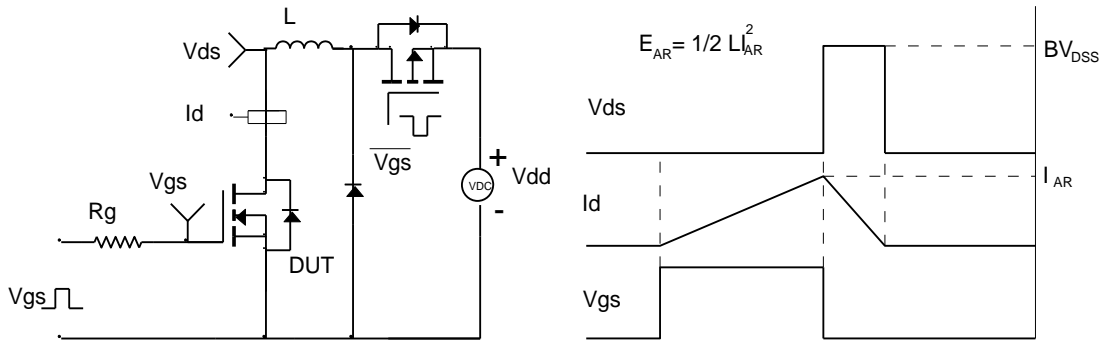 L
Vds
Id
Vgs
Vgs
Rg
DUT
Vgs
VDC
+
-
Vdd
E_AR = 1/2 LI_AR^2
BV_DSS
Vds
I_AR
Id
Vgs